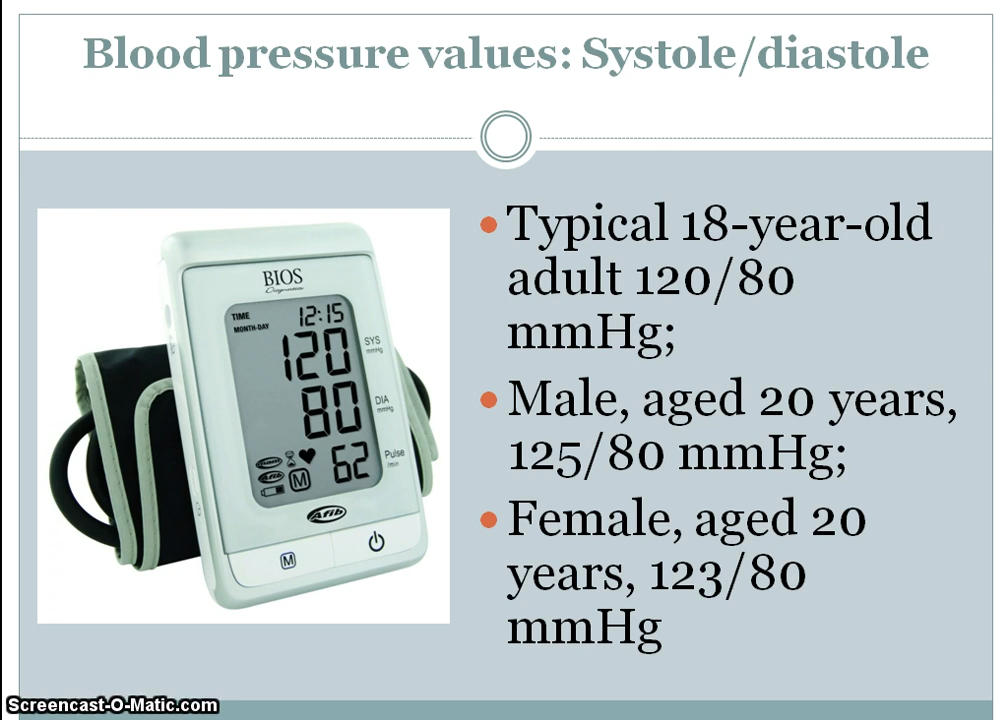 Blood pressure values: Systole/diastole
BIOS
Diagnostics
TIME
12:15
MONTH-DAY
120
SYS
mmHg
80
DIA
mmHg
62
Pulse
/min
Afib
M
Afib
M
• Typical 18-year-old
adult 120/80
mmHg;
• Male, aged 20 years,
125/80 mmHg;
• Female, aged 20
years, 123/80
mmHg
Screencast-O-Matic.com